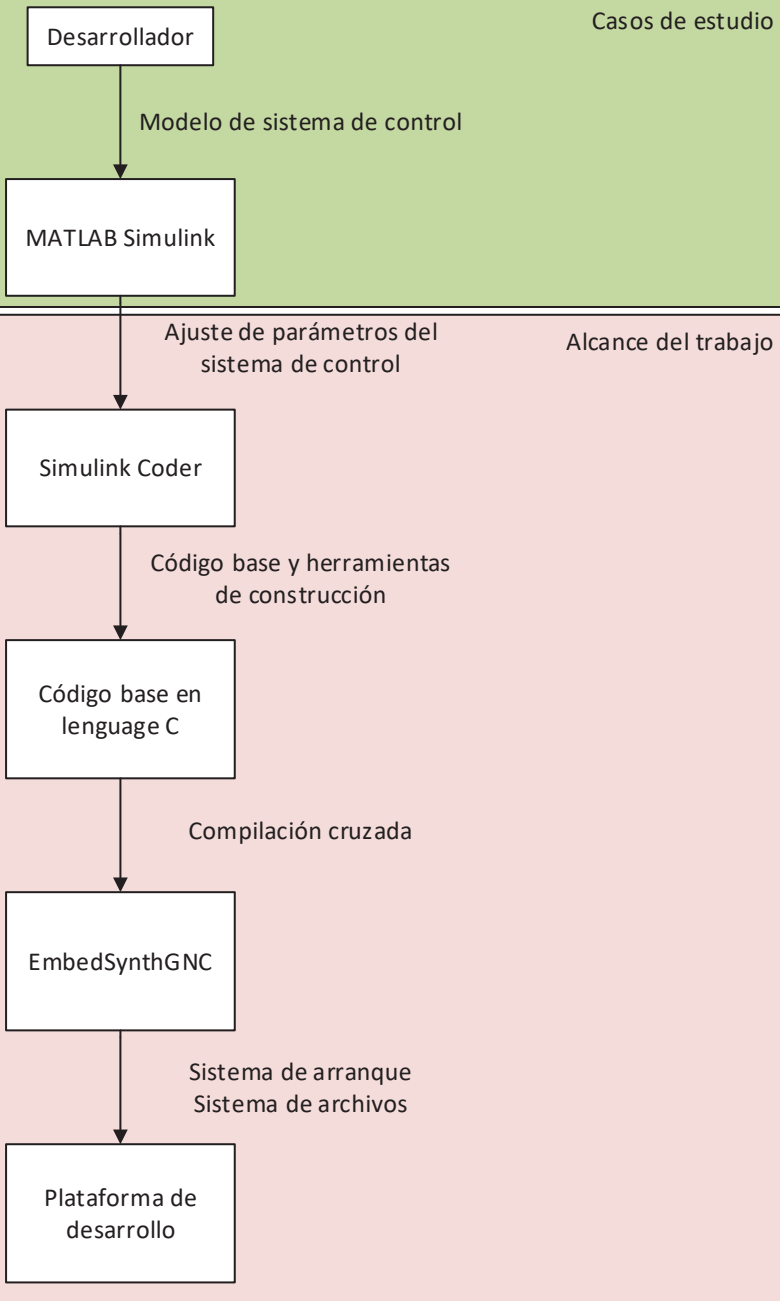 Casos de estudio
Desarrollador
Modelo de sistema de control
MATLAB Simulink
Alcance del trabajo
Ajuste de parámetros del
sistema de control
Simulink Coder
Código base y herramientas
de construcción
Código base en
lenguage C
Compilación cruzada
EmbedSynthGNC
Sistema de arranque
Sistema de archivos
Plataforma de
desarrollo